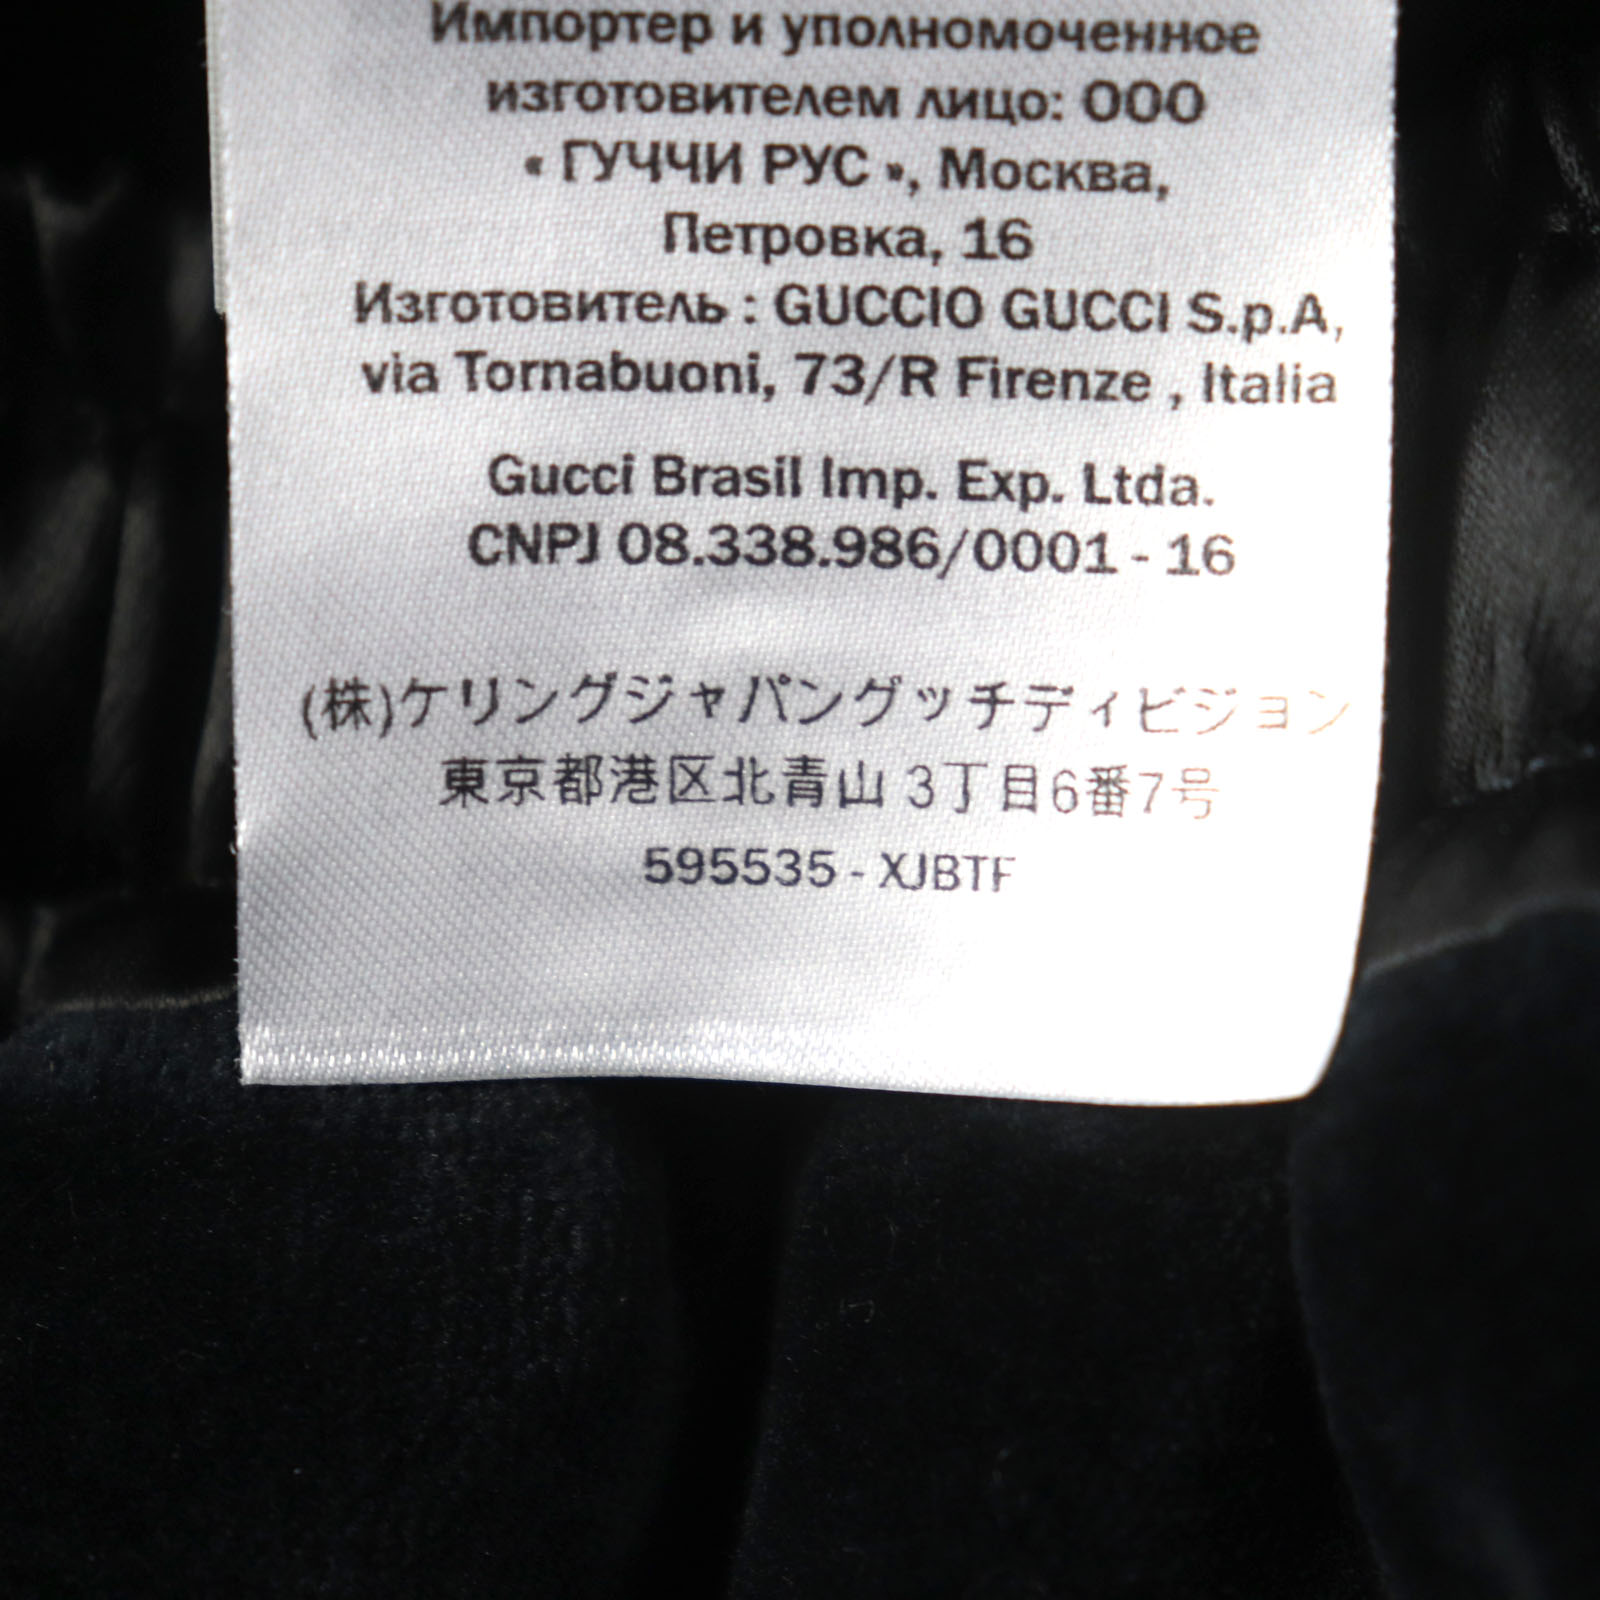 Импортер и уполномоченное
изготовителем лицо: ООО
« ГУЧЧИ РУС », Москва,
Петровка, 16
Изготовитель : GUCCIO GUCCI S.p.A,
via Tornabuoni, 73/R Firenze , Italia
Gucci Brasil Imp. Exp. Ltda.
CNPJ 08.338.986/0001 - 16
(株)ケリングジャパングッチディビジョン
東京都港区北青山 3丁目6番7号
595535 - XJBTF